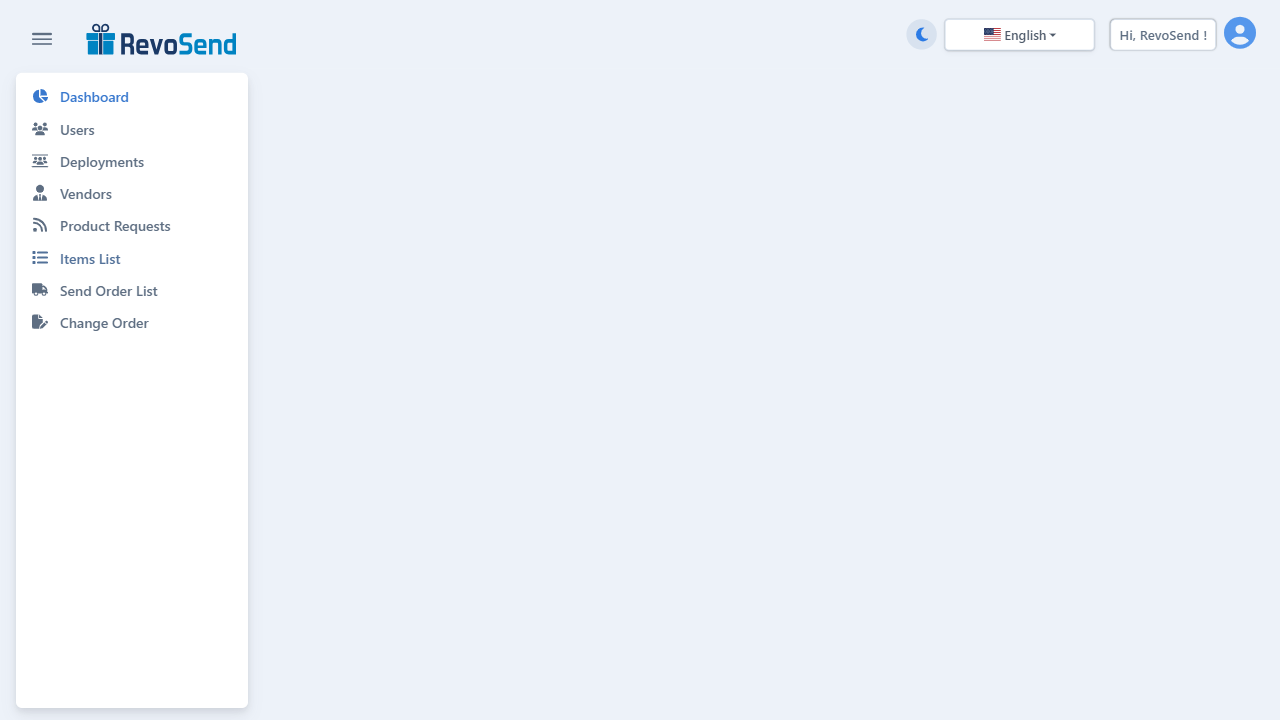 RevoSend
English
Hi, RevoSend !
Dashboard
Users
Deployments
Vendors
Product Requests
Items List
Send Order List
Change Order